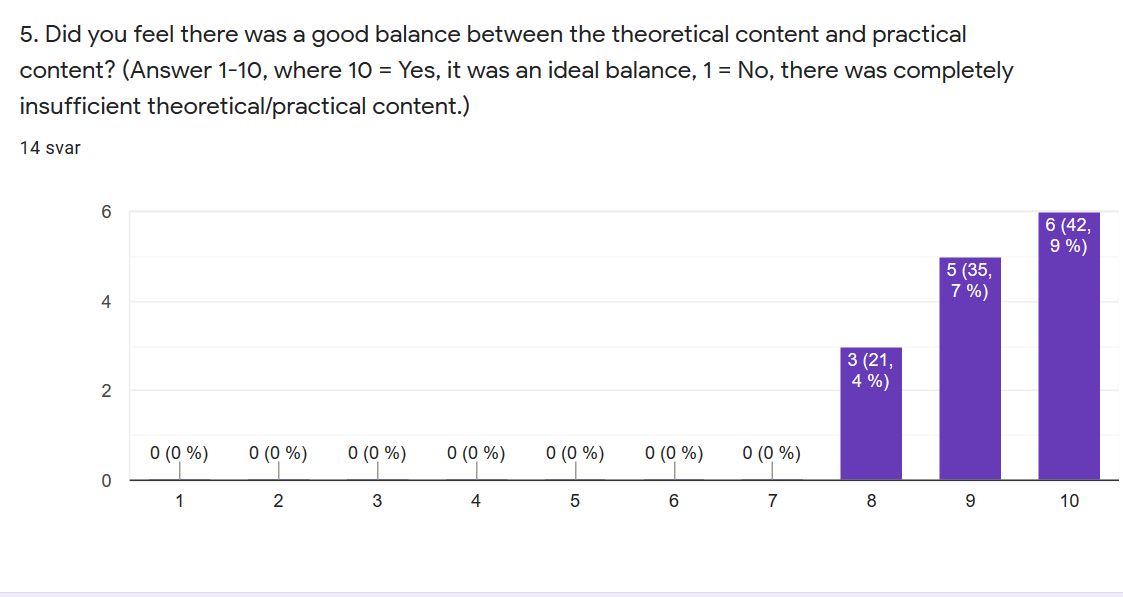 5. Did you feel there was a good balance between the theoretical content and practical
content? (Answer 1-10, where 10 = Yes, it was an ideal balance, 1 = No, there was completely
insufficient theoretical/practical content.)
14 svar
6
4
2
0
0 (0 %)
0 (0 %)
0 (0 %)
0 (0 %)
0 (0 %)
0 (0 %)
0 (0 %)
3 (21,
4 %)
5 (35,
7 %)
6 (42,
9 %)
1
2
3
4
5
6
7
8
9
10